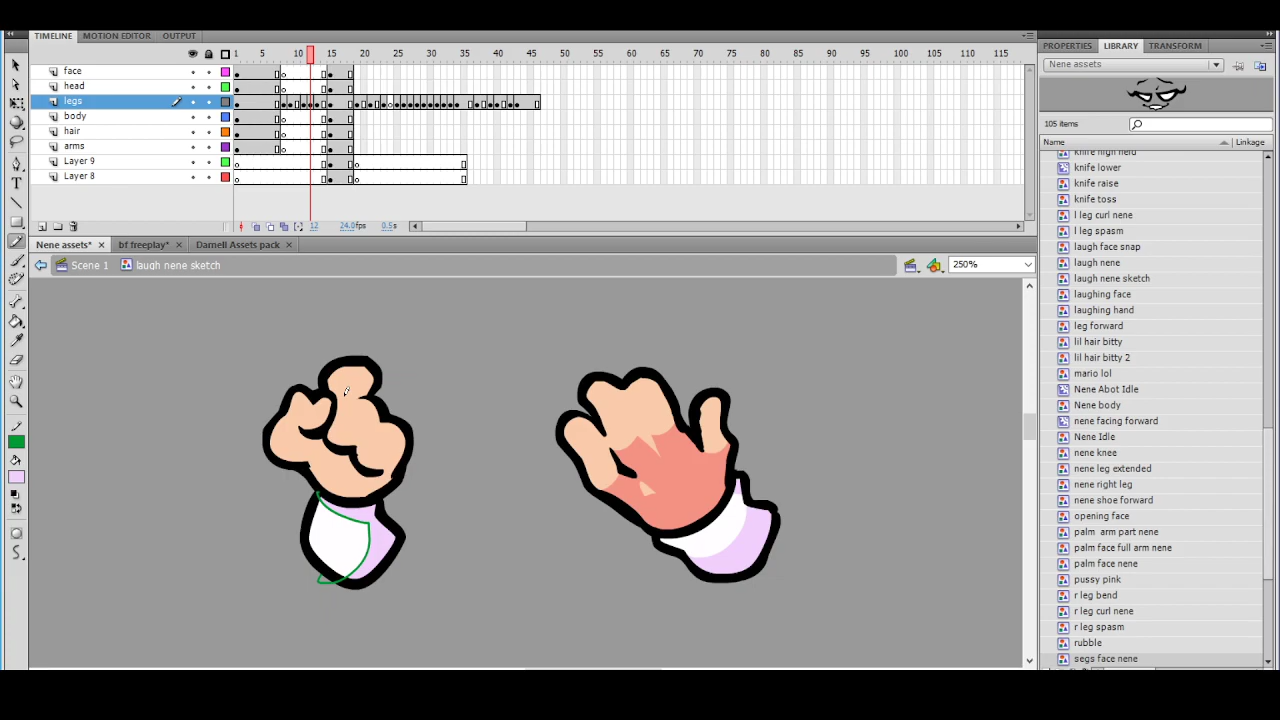 TIMELINE MOTION EDITOR OUTPUT
1 5 10 15 20 25 30 35 40 45 50 55 60 65 70 75 80 85 90 95 100 105 110 115
face
head
legs
body
hair
arms
Layer 9
Layer 8
12 24.0fps 0.5s
Nene assets* bf freeplay* Darnell Assets pack
Scene 1 laugh nene sketch 250%
PROPERTIES LIBRARY TRANSFORM
Nene assets
105 items
Name Linkage
knife high held
knife lower
knife raise
knife toss
l leg curl nene
l leg spasm
laugh face snap
laugh nene
laugh nene sketch
laughing face
laughing hand
leg forward
lil hair bitty
lil hair bitty 2
mario lol
Nene Abot Idle
Nene body
nene facing forward
Nene Idle
nene knee
nene leg extended
nene right leg
nene shoe forward
opening face
palm arm part nene
palm face full arm nene
palm face nene
pussy pink
r leg bend
r leg curl nene
r leg spasm
rubble
segs face nene